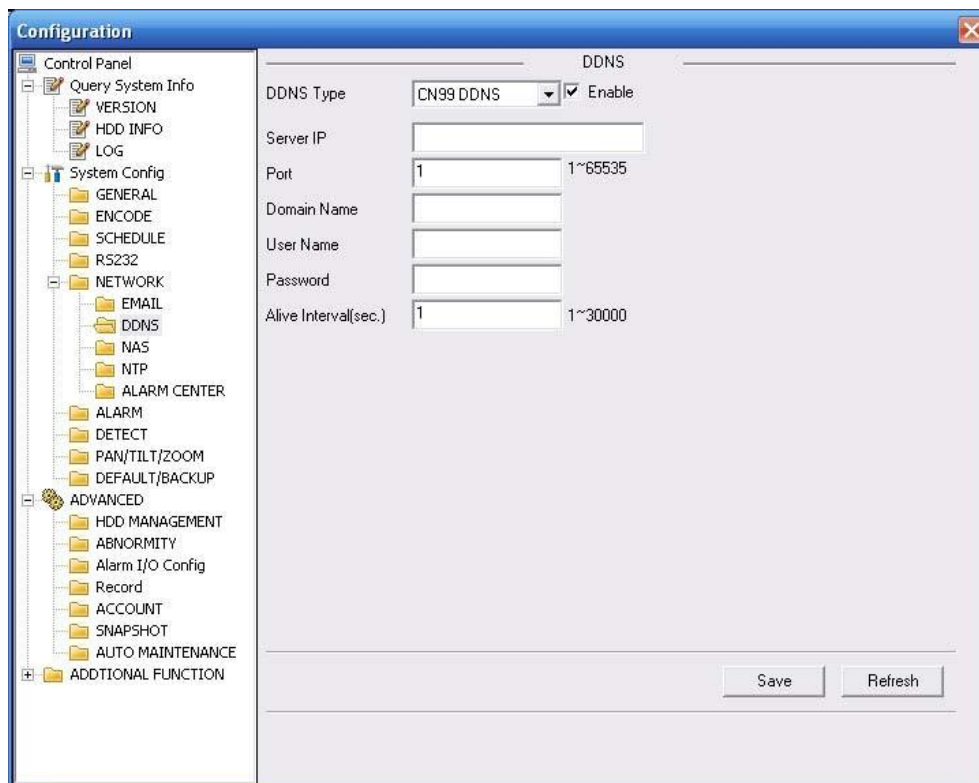 Configuration
Control Panel
Query System Info
VERSION
HDD INFO
LOG
System Config
GENERAL
ENCODE
SCHEDULE
RS232
NETWORK
EMAIL
DDNS
NAS
NTP
ALARM CENTER
ALARM
DETECT
PAN/TILT/ZOOM
DEFAULT/BACKUP
ADVANCED
HDD MANAGEMENT
ABNORMITY
Alarm I/O Config
Record
ACCOUNT
SNAPSHOT
AUTO MAINTENANCE
ADDTIONAL FUNCTION
DDNS
DDNS Type CN99 DDNS Enable
Server IP
Port 1 1~65535
Domain Name
User Name
Password
Alive Interval(sec.) 1 1~30000
Save Refresh